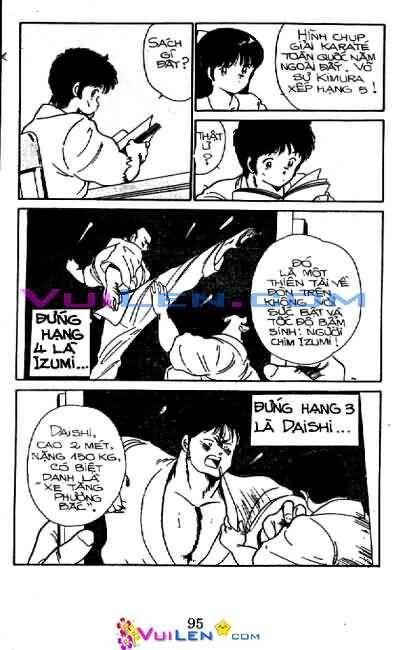 SÁCH
GÌ
ĐẤY?
HÌNH CHỤP
GIẢI KARATE
TOÀN QUỐC NĂM
NGOÁI ĐẤY. VÕ
SƯ KIMURA
XẾP HẠNG 5!
THẬT
Ư
?
ĐÓ
LÀ MỘT
THIÊN TÀI VỀ
ĐÒN TRÊN
KHÔNG VỚI
SỨC BẬT VÀ
TỐC ĐỘ BẨM
SINH: NGƯỜI
CHIM IZUMI!
ĐỨNG
HẠNG
4 LÀ
IZUMI...
VUILEN.COM
ĐỨNG HẠNG 3
LÀ DAISHI...
DAISHI,
CAO 2 MÉT,
NẶNG 150 KG,
CÓ BIỆT
DANH LÀ
"XE TĂNG
PHƯƠNG
BẮC".
95
VUILEN.COM